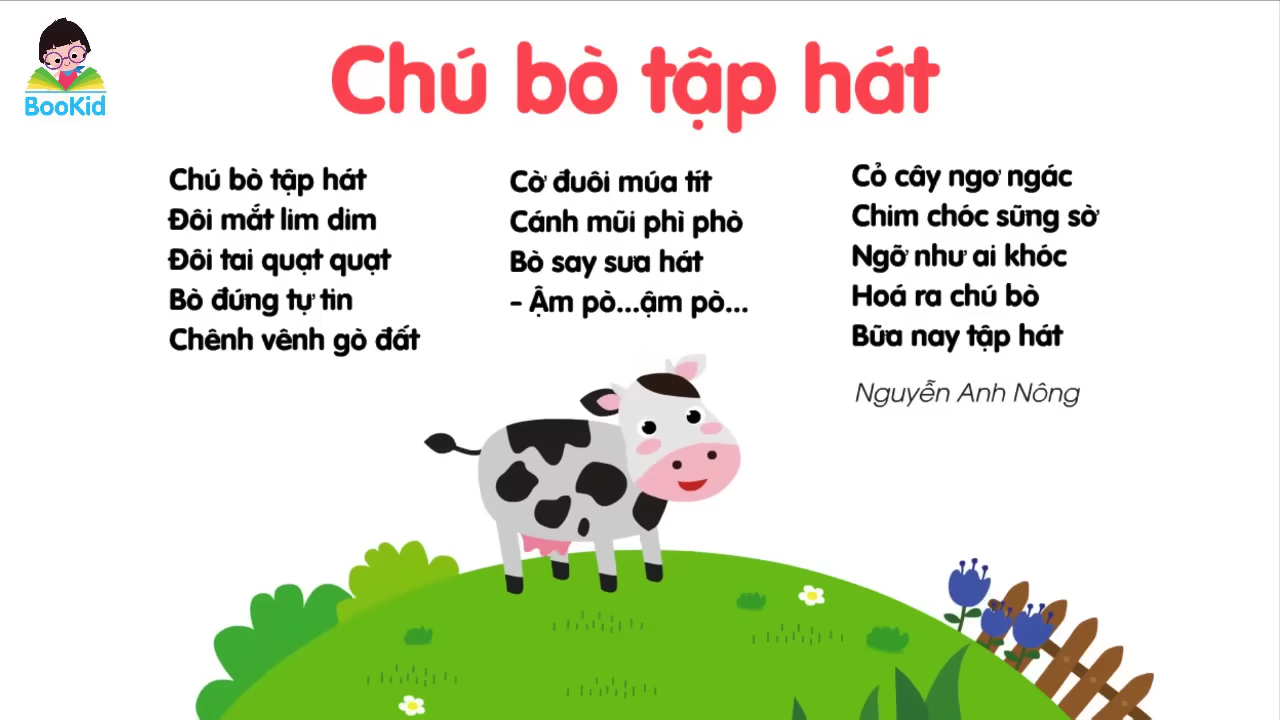 BooKid
Chú bò tập hát
Chú bò tập hát
Đôi mắt lim dim
Đôi tai quạt quạt
Bò đứng tự tin
Chênh vênh gò đất
Cờ đuôi múa tít
Cánh mũi phì phò
Bò say sưa hát
– Ậm pò...ậm pò...
Cỏ cây ngơ ngác
Chim chóc sững sờ
Ngỡ như ai khóc
Hoá ra chú bò
Bữa nay tập hát
Nguyễn Anh Nông